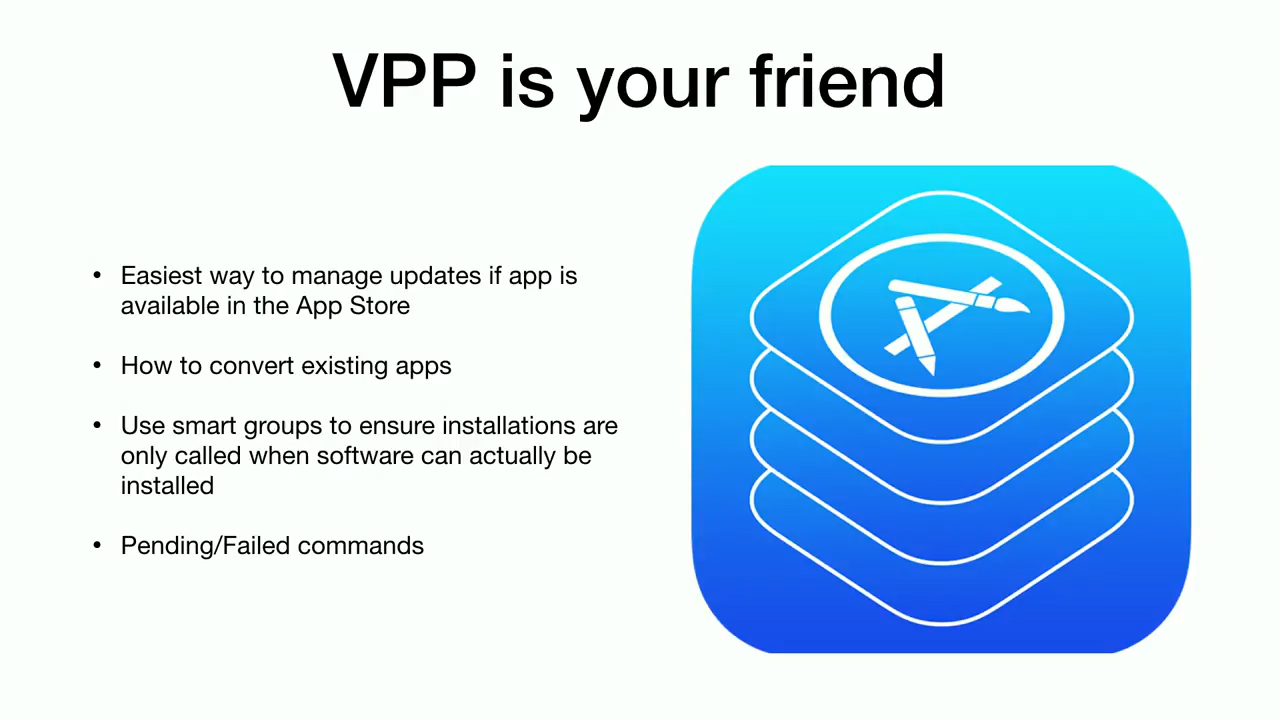 VPP is your friend
• Easiest way to manage updates if app is
available in the App Store
• How to convert existing apps
• Use smart groups to ensure installations are
only called when software can actually be
installed
• Pending/Failed commands